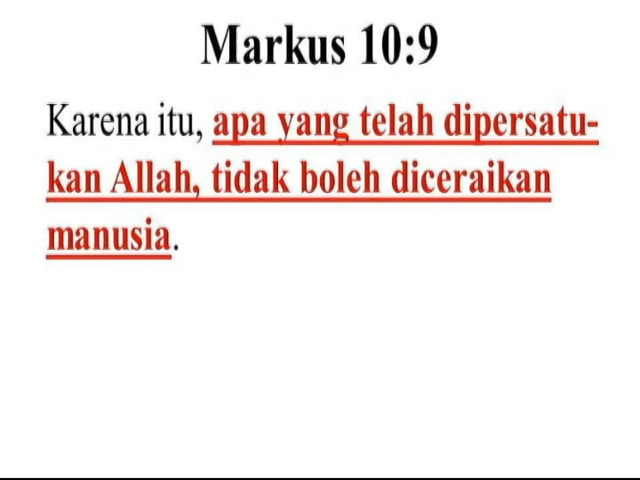 Markus 10:9
Karena itu, apa yang telah dipersatu-
kan Allah, tidak boleh diceraikan
manusia.